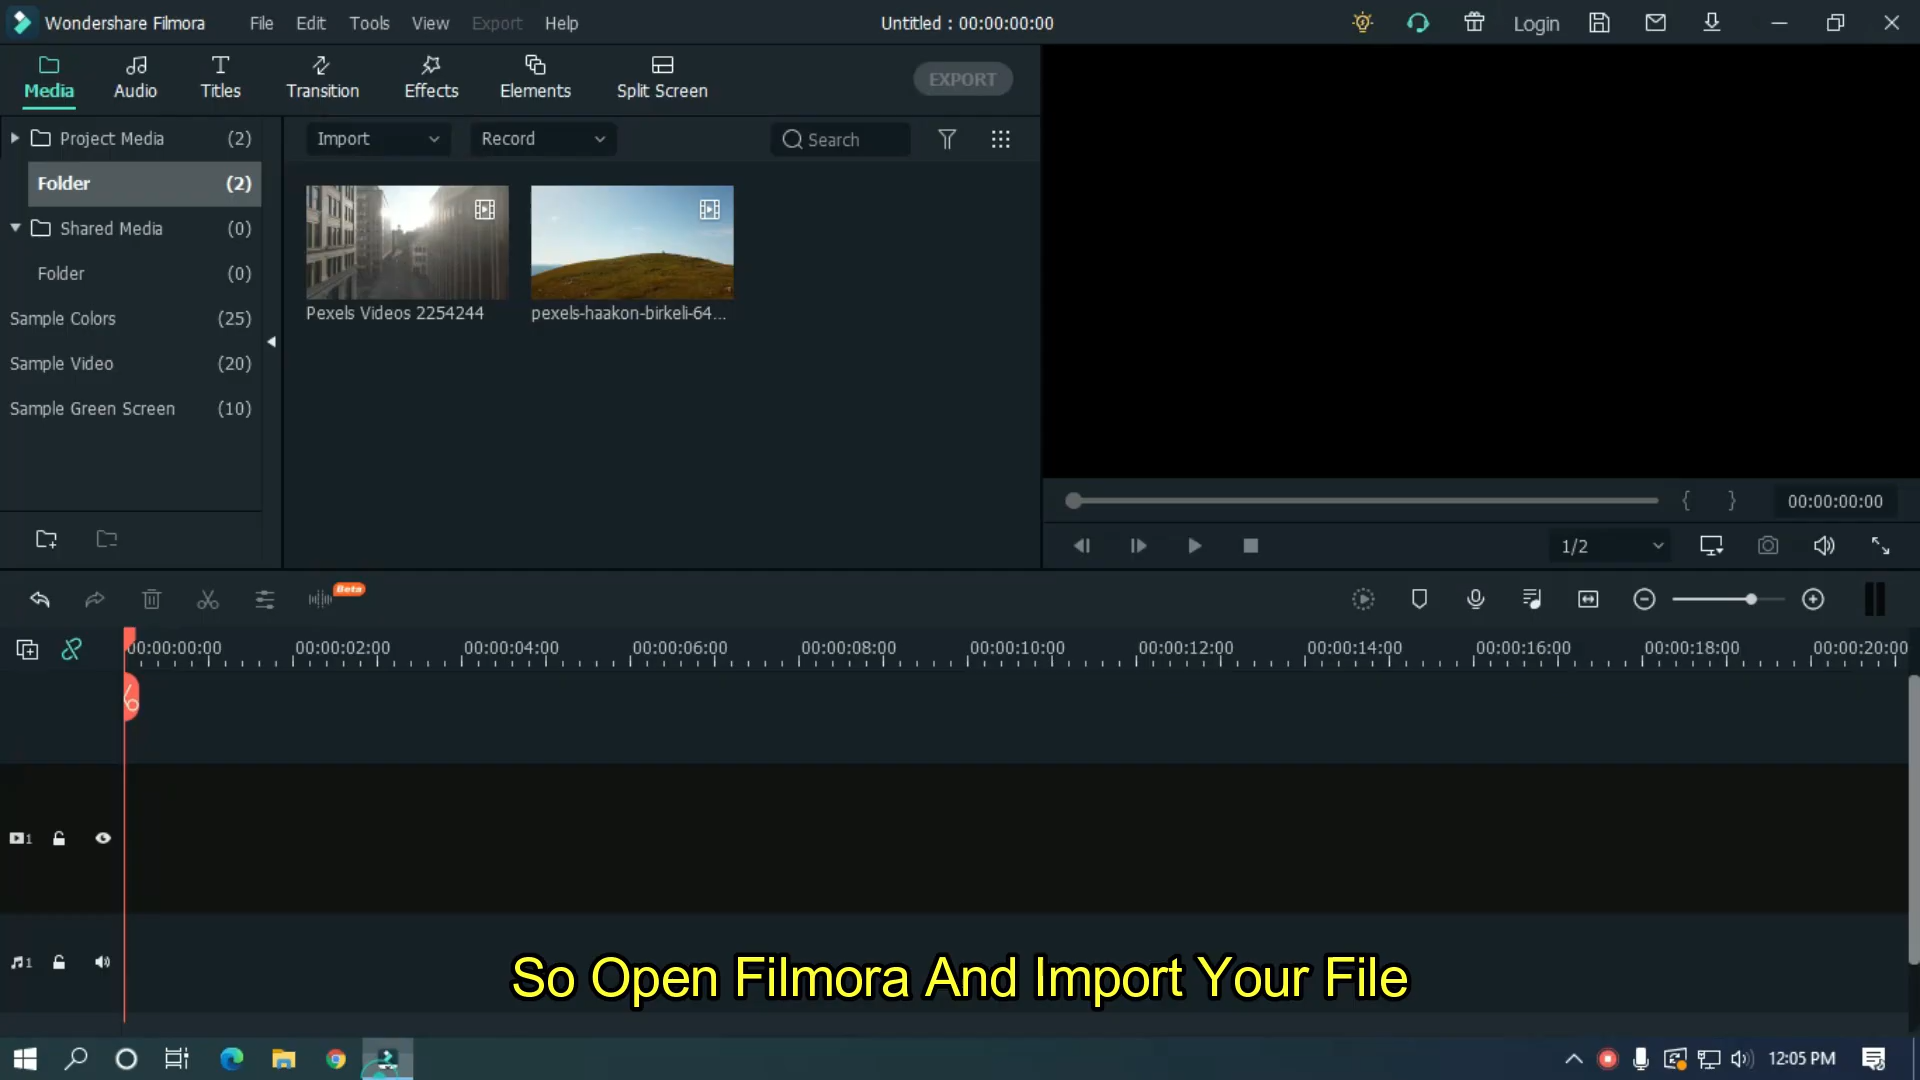 Wondershare Filmora File Edit Tools View Export Help Untitled : 00:00:00:00 Login
Media Audio Titles Transition Effects Elements Split Screen EXPORT
Project Media (2)
Folder (2)
Shared Media (0)
Folder (0)
Sample Colors (25)
Sample Video (20)
Sample Green Screen (10)
Import Record Search
Pexels Videos 2254244 pexels-haakon-birkeli-64...
{ } 00:00:00:00
1/2
Beta
00:00:00:00 00:00:02:00 00:00:04:00 00:00:06:00 00:00:08:00 00:00:10:00 00:00:12:00 00:00:14:00 00:00:16:00 00:00:18:00 00:00:20:00
1
1
So Open Filmora And Import Your File
12:05 PM